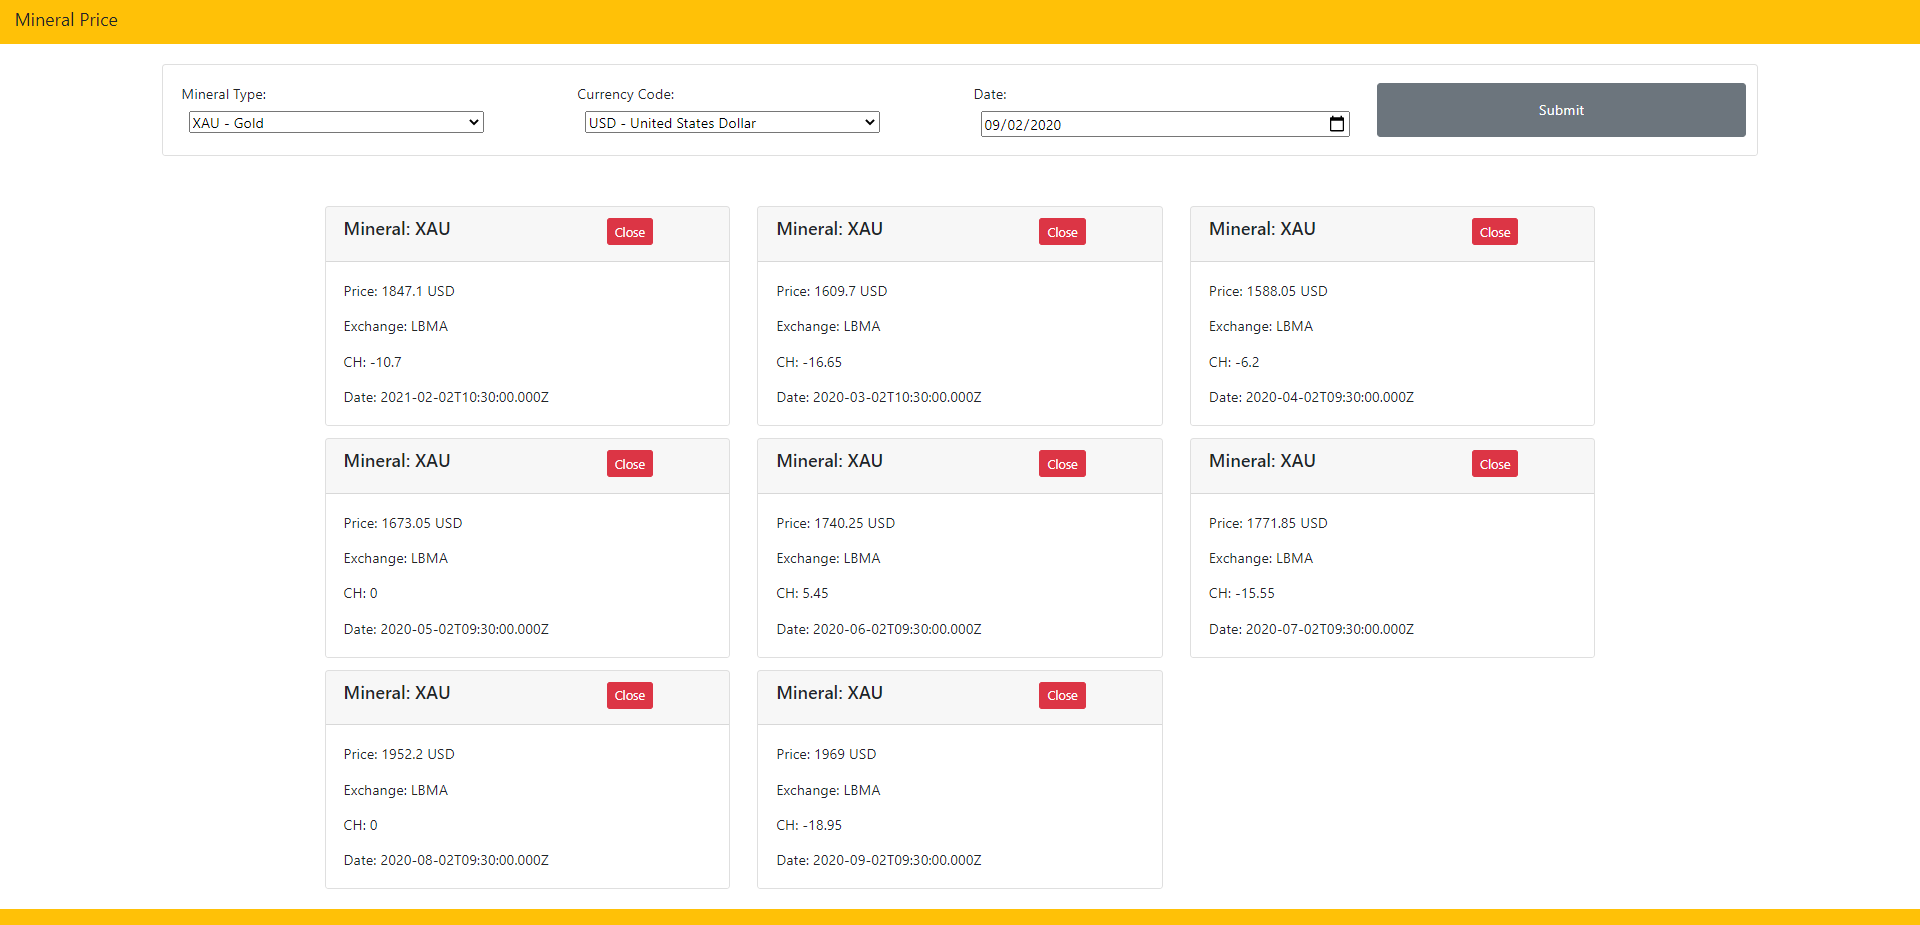 Mineral Price
Mineral Type:
XAU - Gold
Currency Code:
USD - United States Dollar
Date:
09/02/2020
Submit
Mineral: XAU
Close
Price: 1847.1 USD
Exchange: LBMA
CH: -10.7
Date: 2021-02-02T10:30:00.000Z
Mineral: XAU
Close
Price: 1609.7 USD
Exchange: LBMA
CH: -16.65
Date: 2020-03-02T10:30:00.000Z
Mineral: XAU
Close
Price: 1588.05 USD
Exchange: LBMA
CH: -6.2
Date: 2020-04-02T09:30:00.000Z
Mineral: XAU
Close
Price: 1673.05 USD
Exchange: LBMA
CH: 0
Date: 2020-05-02T09:30:00.000Z
Mineral: XAU
Close
Price: 1740.25 USD
Exchange: LBMA
CH: 5.45
Date: 2020-06-02T09:30:00.000Z
Mineral: XAU
Close
Price: 1771.85 USD
Exchange: LBMA
CH: -15.55
Date: 2020-07-02T09:30:00.000Z
Mineral: XAU
Close
Price: 1952.2 USD
Exchange: LBMA
CH: 0
Date: 2020-08-02T09:30:00.000Z
Mineral: XAU
Close
Price: 1969 USD
Exchange: LBMA
CH: -18.95
Date: 2020-09-02T09:30:00.000Z